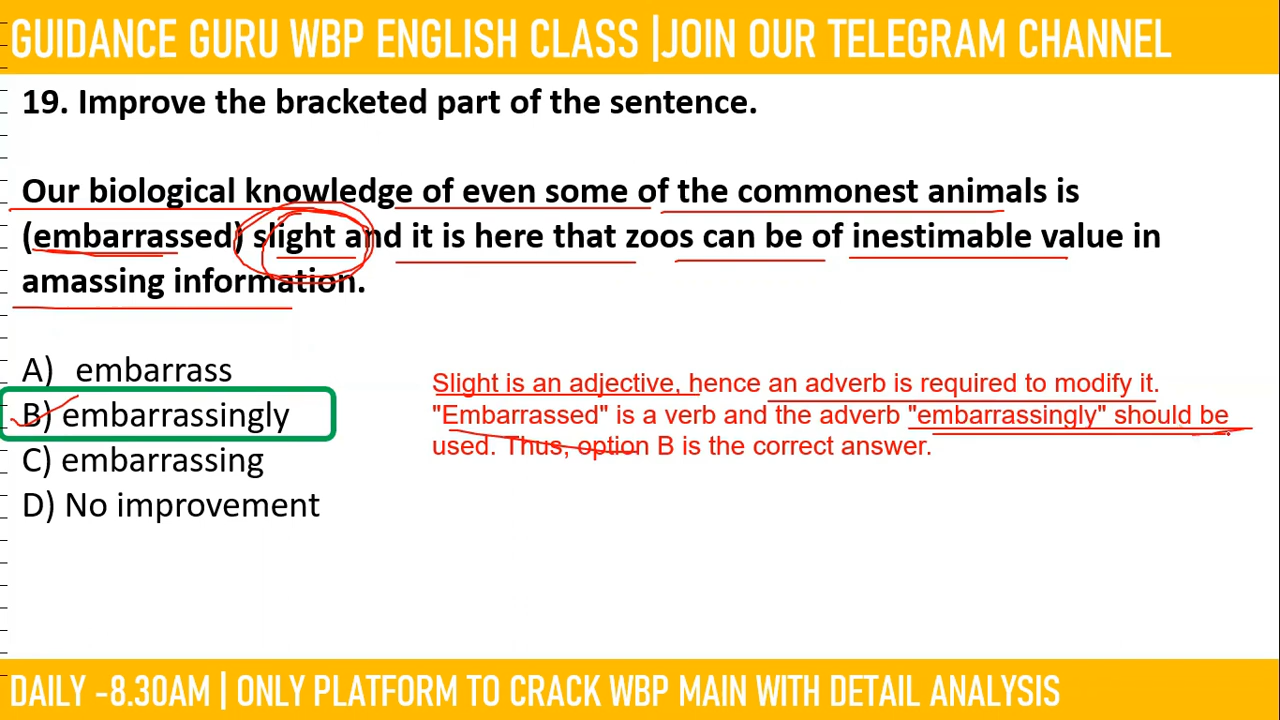 GUIDANCE GURU WBP ENGLISH CLASS |JOIN OUR TELEGRAM CHANNEL
19. Improve the bracketed part of the sentence.
Our biological knowledge of even some of the commonest animals is
(embarrassed) slight and it is here that zoos can be of inestimable value in
amassing information.
A) embarrass
B) embarrassingly
C) embarrassing
D) No improvement
Slight is an adjective, hence an adverb is required to modify it.
"Embarrassed" is a verb and the adverb "embarrassingly" should be
used. Thus, option B is the correct answer.
DAILY -8.30AM | ONLY PLATFORM TO CRACK WBP MAIN WITH DETAIL ANALYSIS